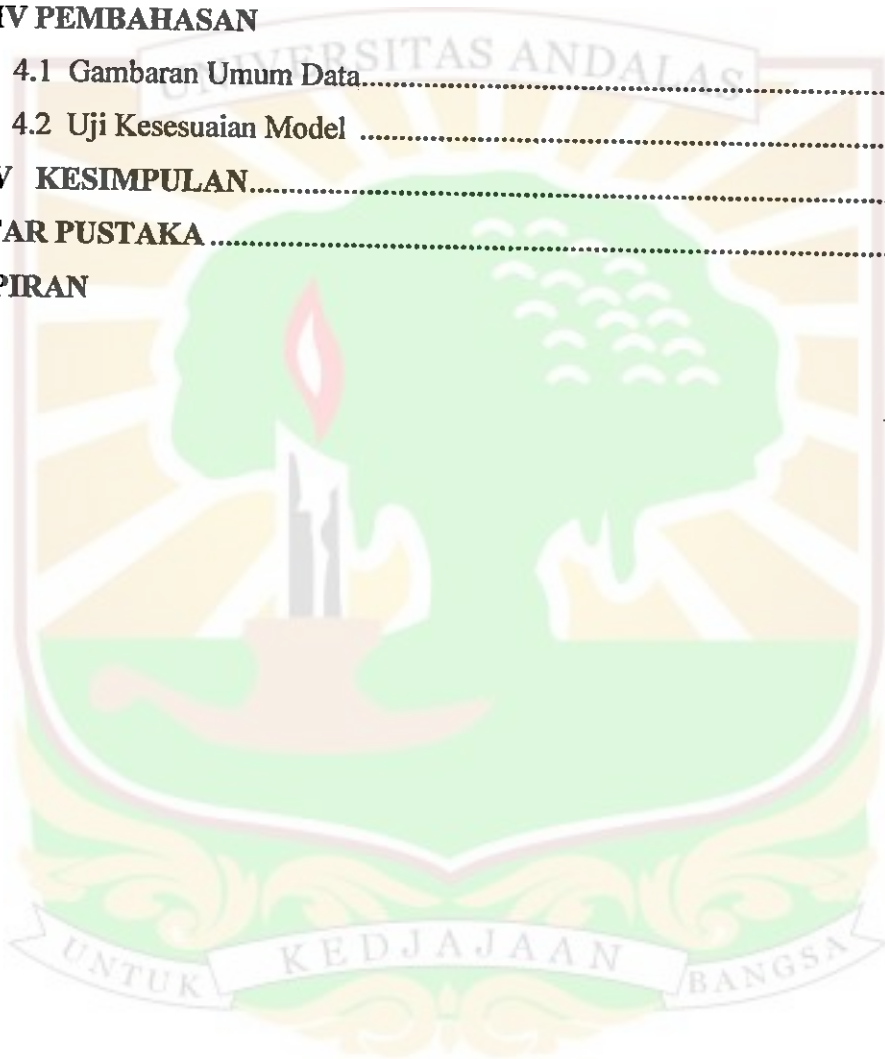 IV PEMBAHASAN
UNIVERSITAS ANDALAS
4.1 Gambaran Umum Data
4.2 Uji Kesesuaian Model
V KESIMPULAN
TAR PUSTAKA
PIRAN
UNTUK KEDJAJAAN BANGSA